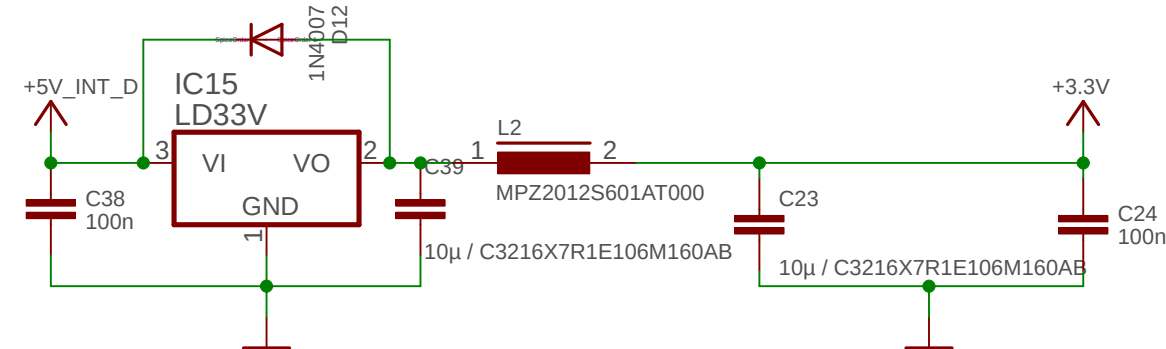 1N4007
D12
+5V_INT_D
IC15
LD33V
+3.3V
3
VI
VO
2
C39
1
L2
2
MPZ2012S601AT000
C38
100n
GND
1
10µ / C3216X7R1E106M160AB
C23
10µ / C3216X7R1E106M160AB
C24
100n